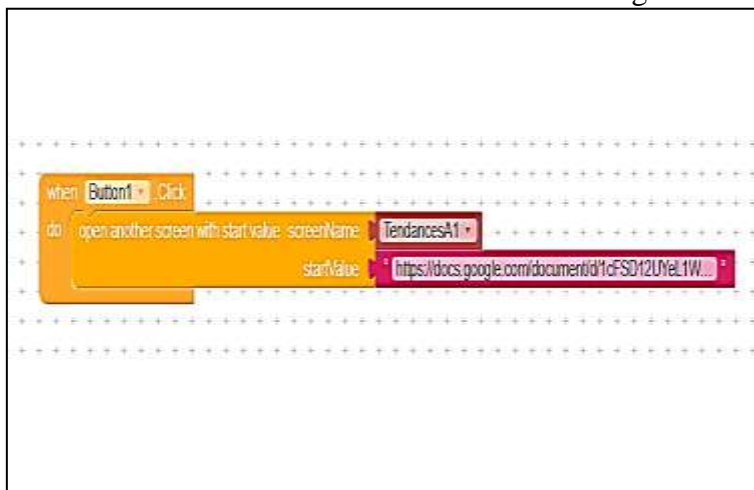 when Button1 .Click
do open another screen with start value screenName TendancesA1
startValue " https://docs.google.com/document/d/1cFSD12UYeL1W... "